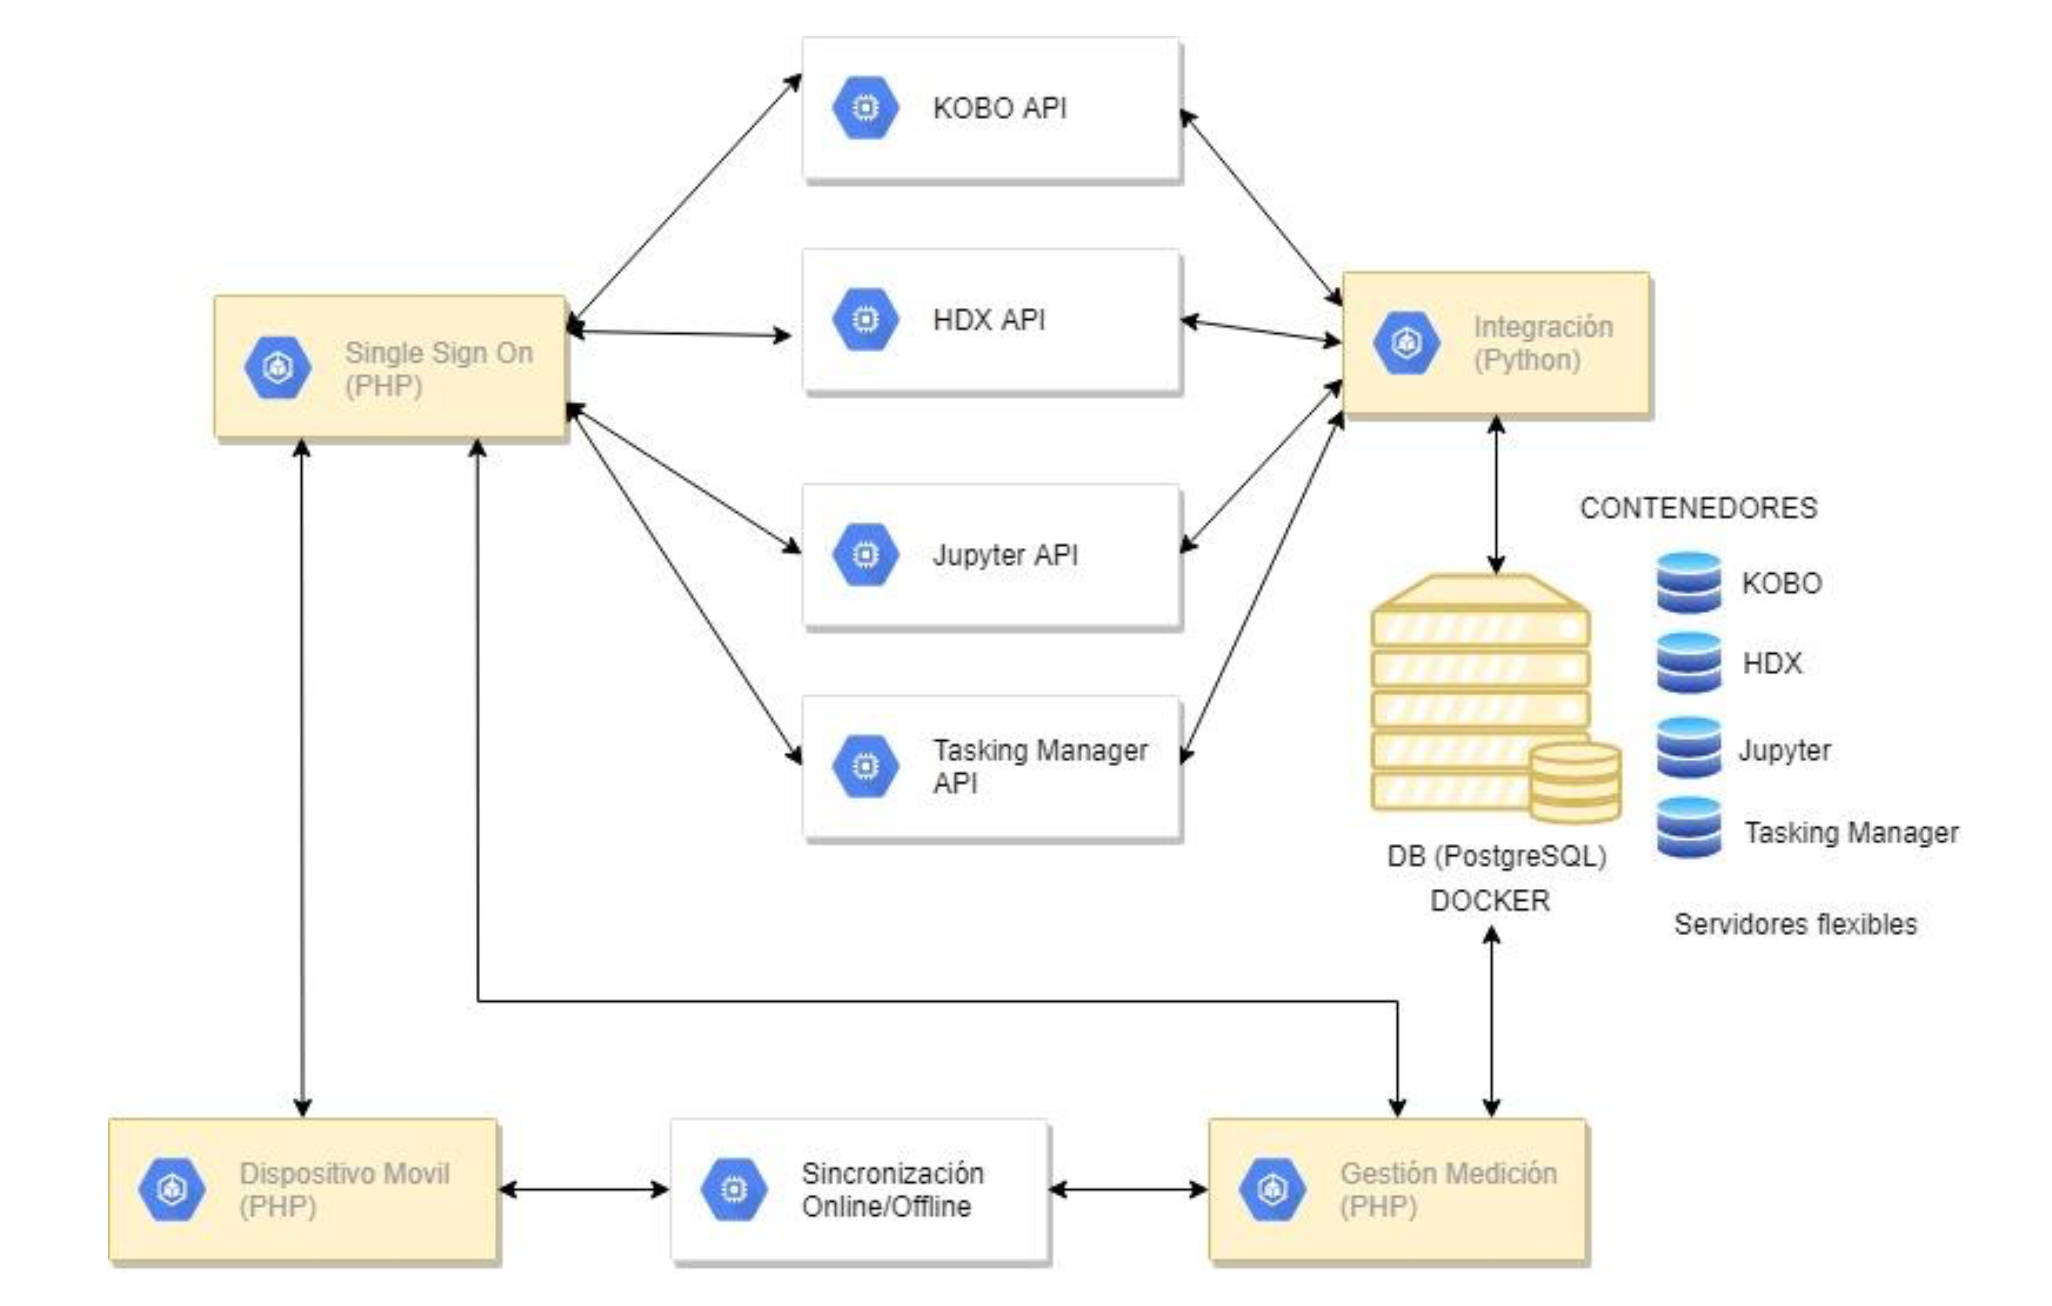 KOBO API
HDX API
Single Sign On
(PHP)
Integración
(Python)
Jupyter API
Tasking Manager
API
CONTENEDORES
KOBO
HDX
Jupyter
Tasking Manager
DB (PostgreSQL)
DOCKER
Servidores flexibles
Dispositivo Movil
(PHP)
Sincronización
Online/Offline
Gestión Medición
(PHP)